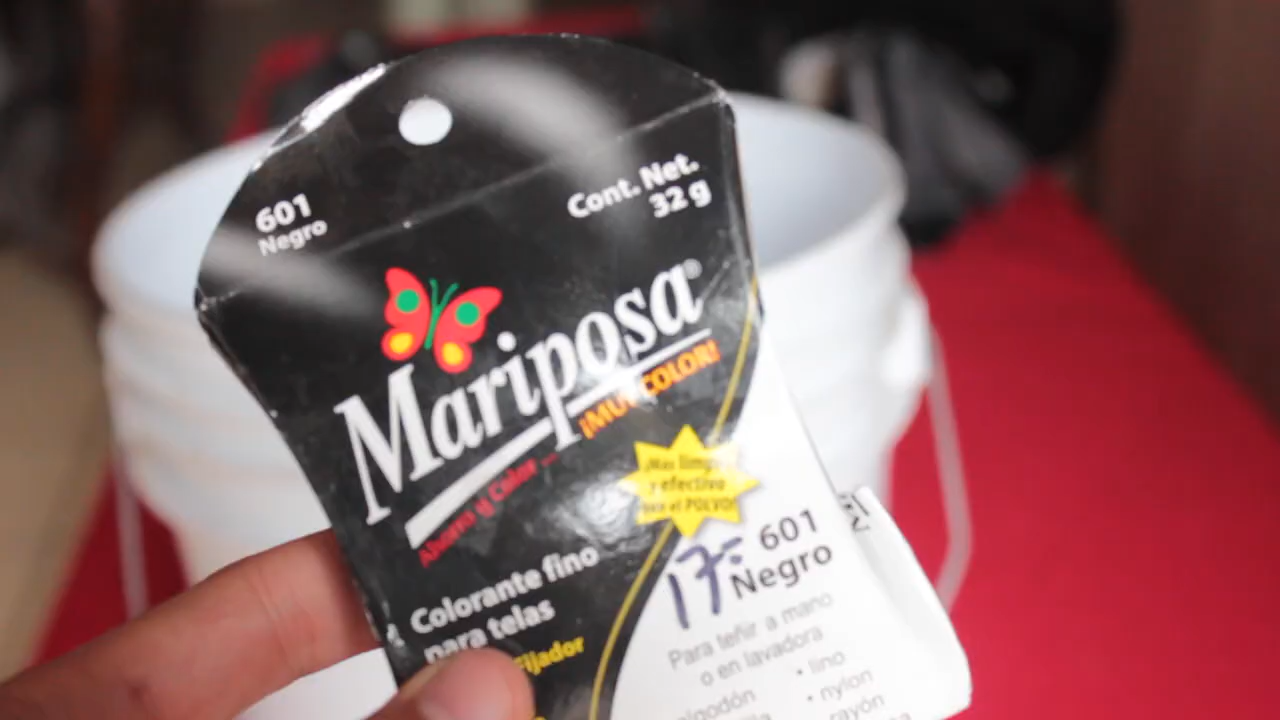 601
Negro
Cont. Net.
32 g
Mariposa®
¡MUY COLOR!
Ahorro y Color ...
¡Mas limpio
y efectivo
que el POLVO!
Colorante fino
para telas
Fijador
17=
601
Negro
Para teñir a mano
o en lavadora
algodón
• lino
• nylon
rayón